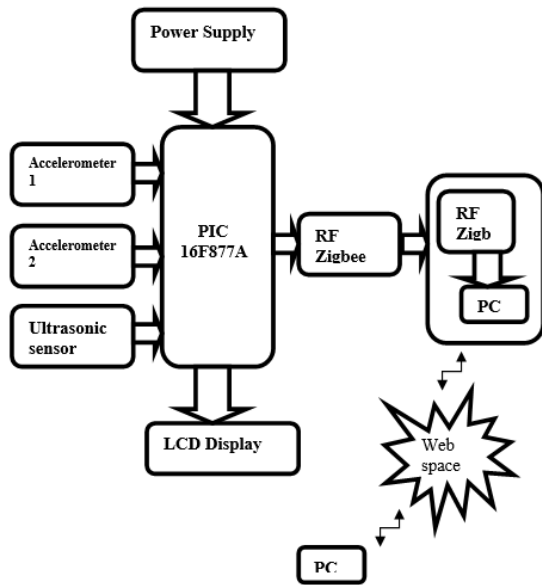 Power Supply
Accelerometer
1
Accelerometer
2
Ultrasonic
sensor
PIC
16F877A
LCD Display
RF
Zigbee
RF
Zigb
PC
Web
space
PC